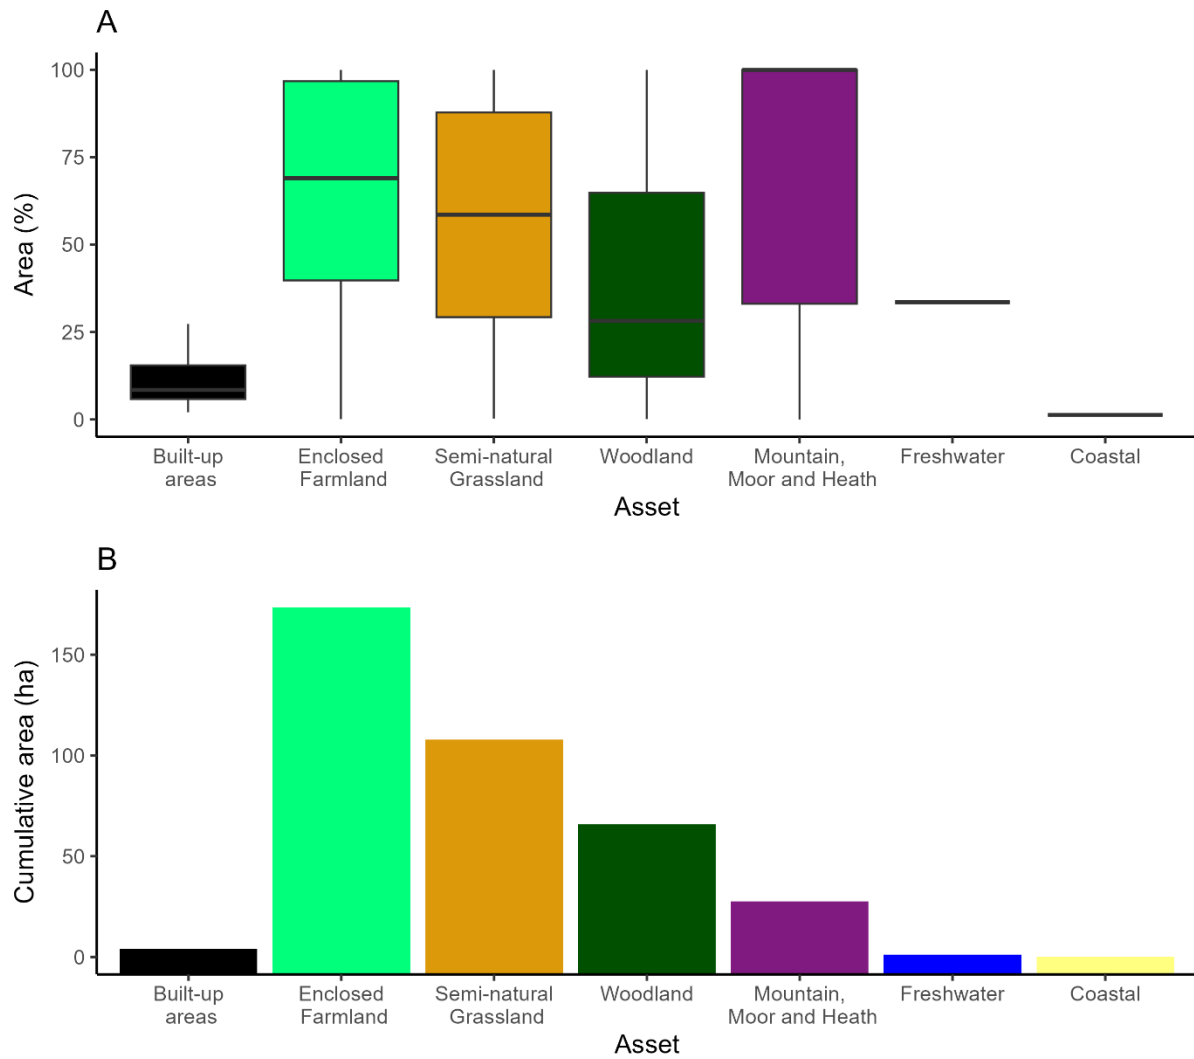 A
100
75
50
25
0
Area (%)
Built-up
areas
Enclosed
Farmland
Semi-natural
Grassland
Woodland
Mountain,
Moor and Heath
Freshwater
Coastal
Asset
B
150
100
50
0
Cumulative area (ha)
Built-up
areas
Enclosed
Farmland
Semi-natural
Grassland
Woodland
Mountain,
Moor and Heath
Freshwater
Coastal
Asset